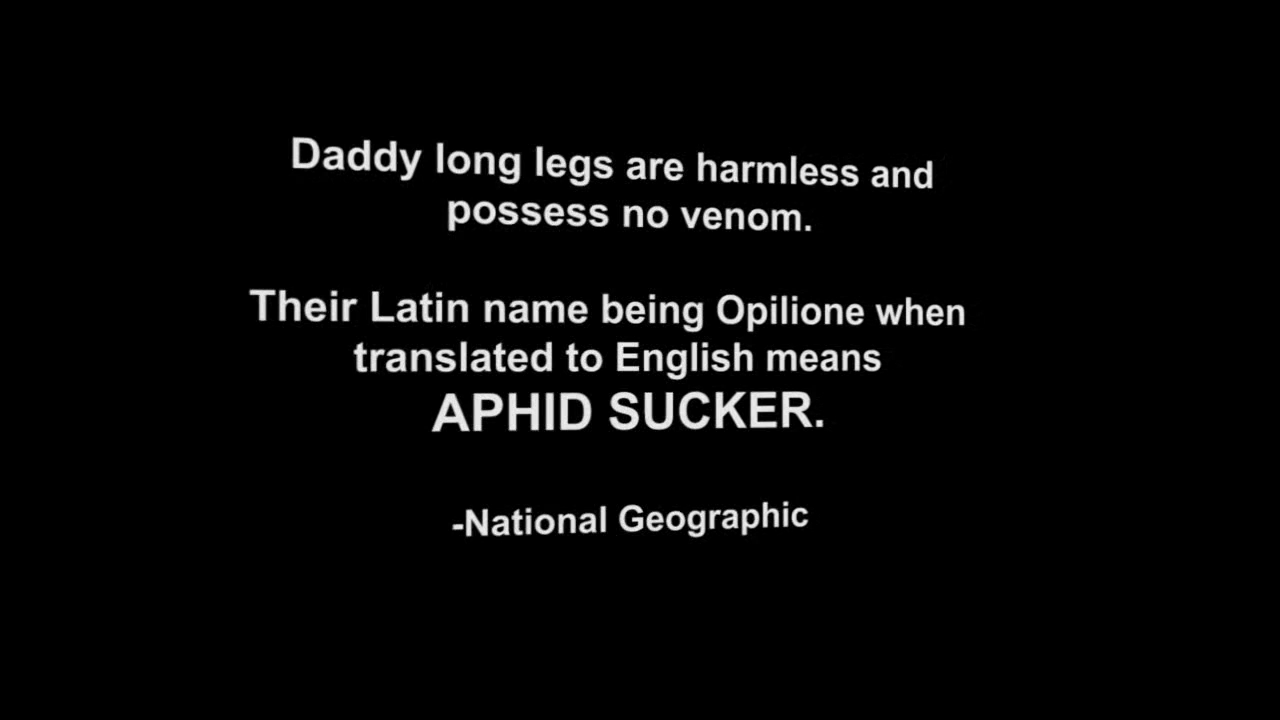 Daddy long legs are harmless and
possess no venom.
Their Latin name being Opilione when
translated to English means
APHID SUCKER.
-National Geographic